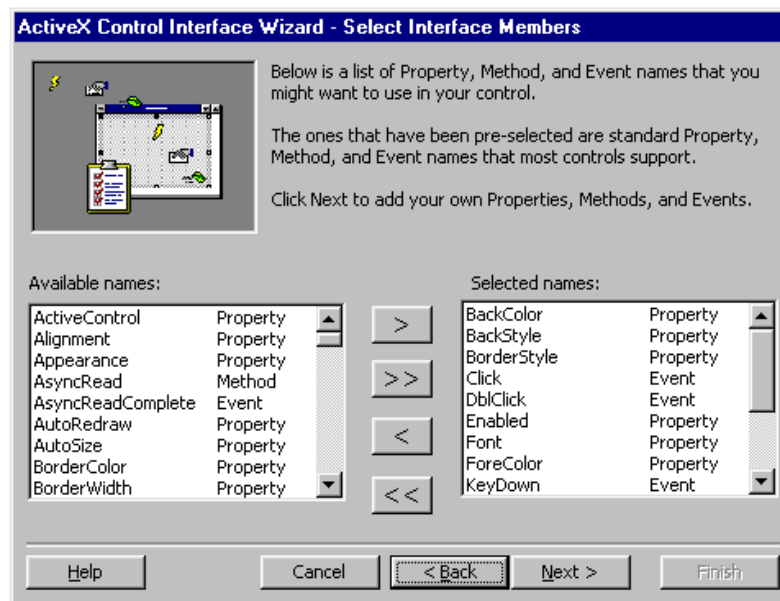 ActiveX Control Interface Wizard - Select Interface Members
Below is a list of Property, Method, and Event names that you
might want to use in your control.
The ones that have been pre-selected are standard Property,
Method, and Event names that most controls support.
Click Next to add your own Properties, Methods, and Events.
Available names:
ActiveControl Property
Alignment Property
Appearance Property
AsyncRead Method
AsyncReadComplete Event
AutoRedraw Property
AutoSize Property
BorderColor Property
BorderWidth Property
>
>>
<
<<
Selected names:
BackColor Property
BackStyle Property
BorderStyle Property
Click Event
DblClick Event
Enabled Property
Font Property
ForeColor Property
KeyDown Event
Help Cancel < Back Next > Finish